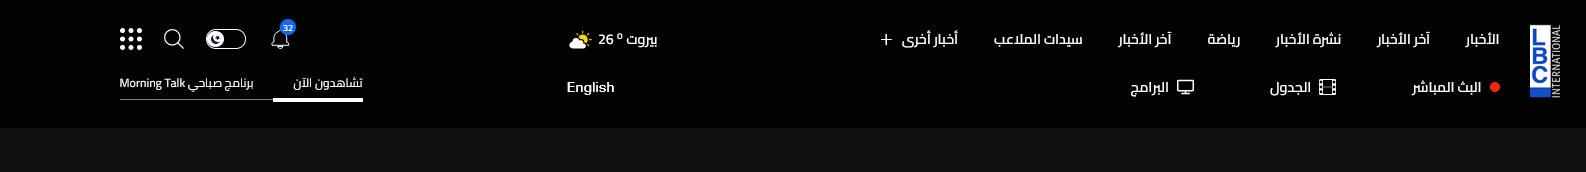 LBC INTERNATIONAL
الأخبار آخر الأخبار نشرة الأخبار رياضة آخر الأخبار سيدات الملاعب أخبار أخرى +
بيروت 26 º
32
البث المباشر الجدول البرامج
English
تشاهدون الآن برنامج صباحي Morning Talk